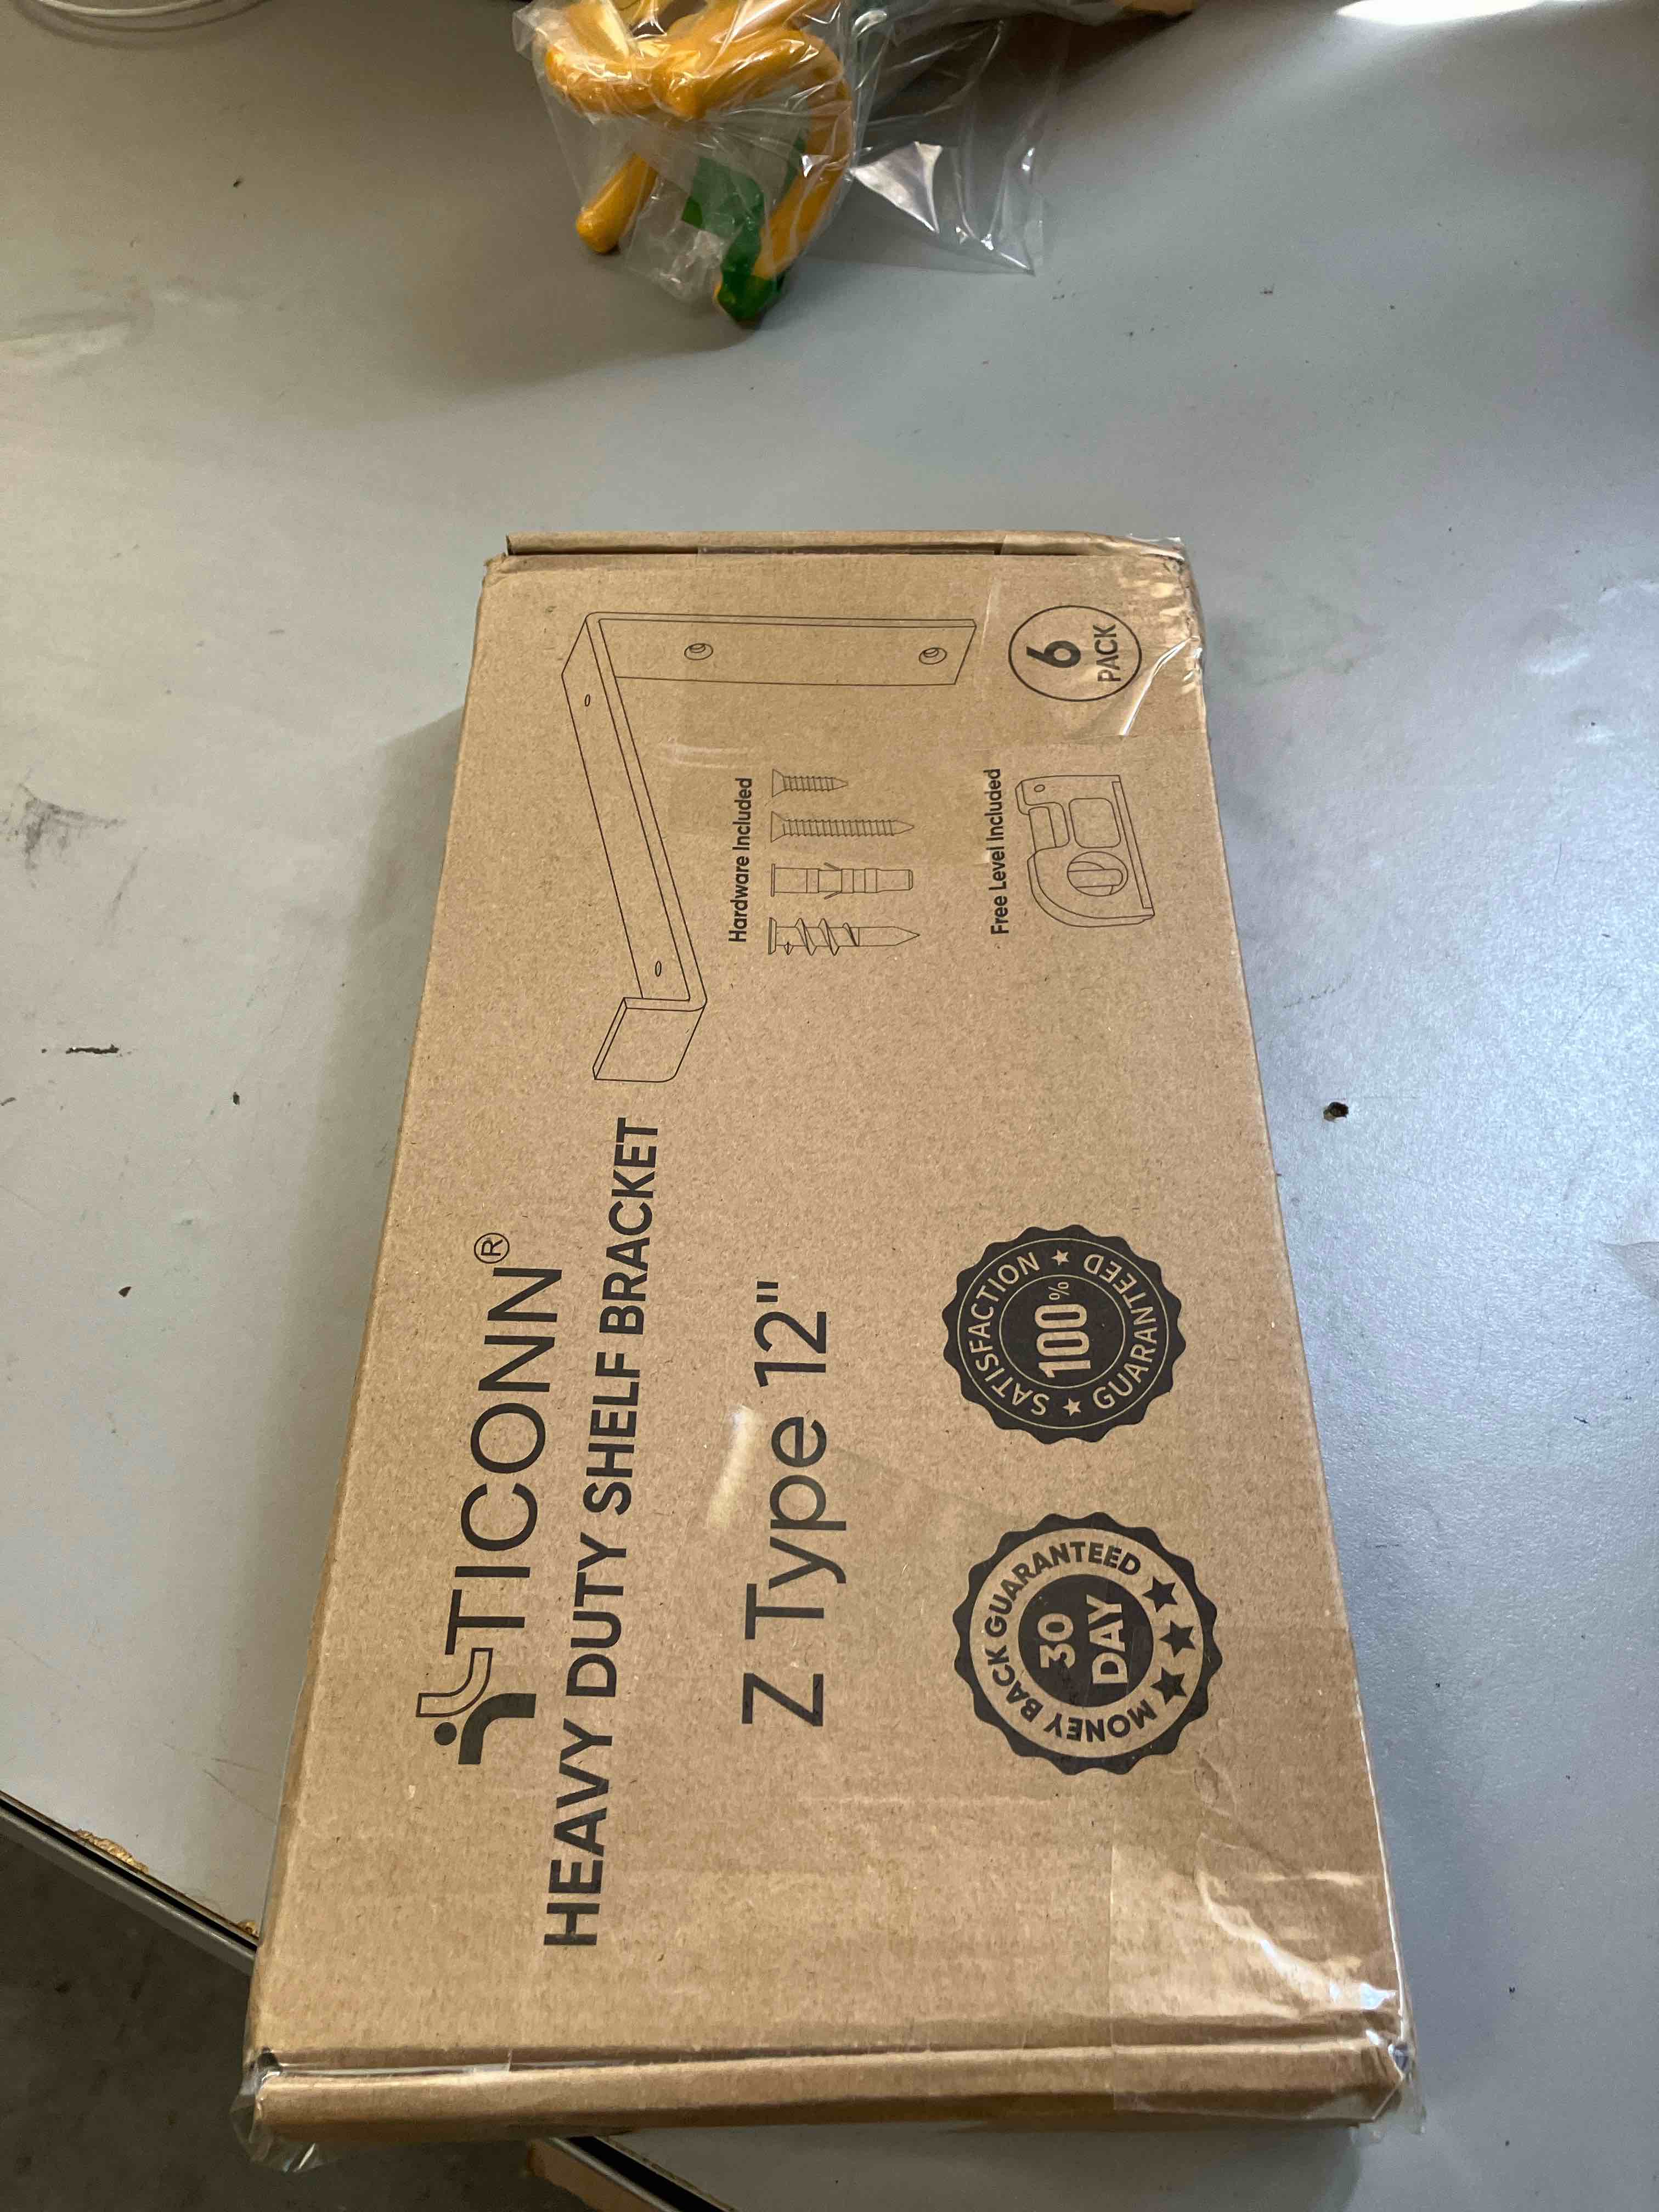 TICONN®
HEAVY DUTY SHELF BRACKET
Z Type 12"
MONEY BACK GUARANTEED
30
DAY
SATISFACTION
100%
GUARANTEED
Hardware Included
Free Level Included
6
PACK